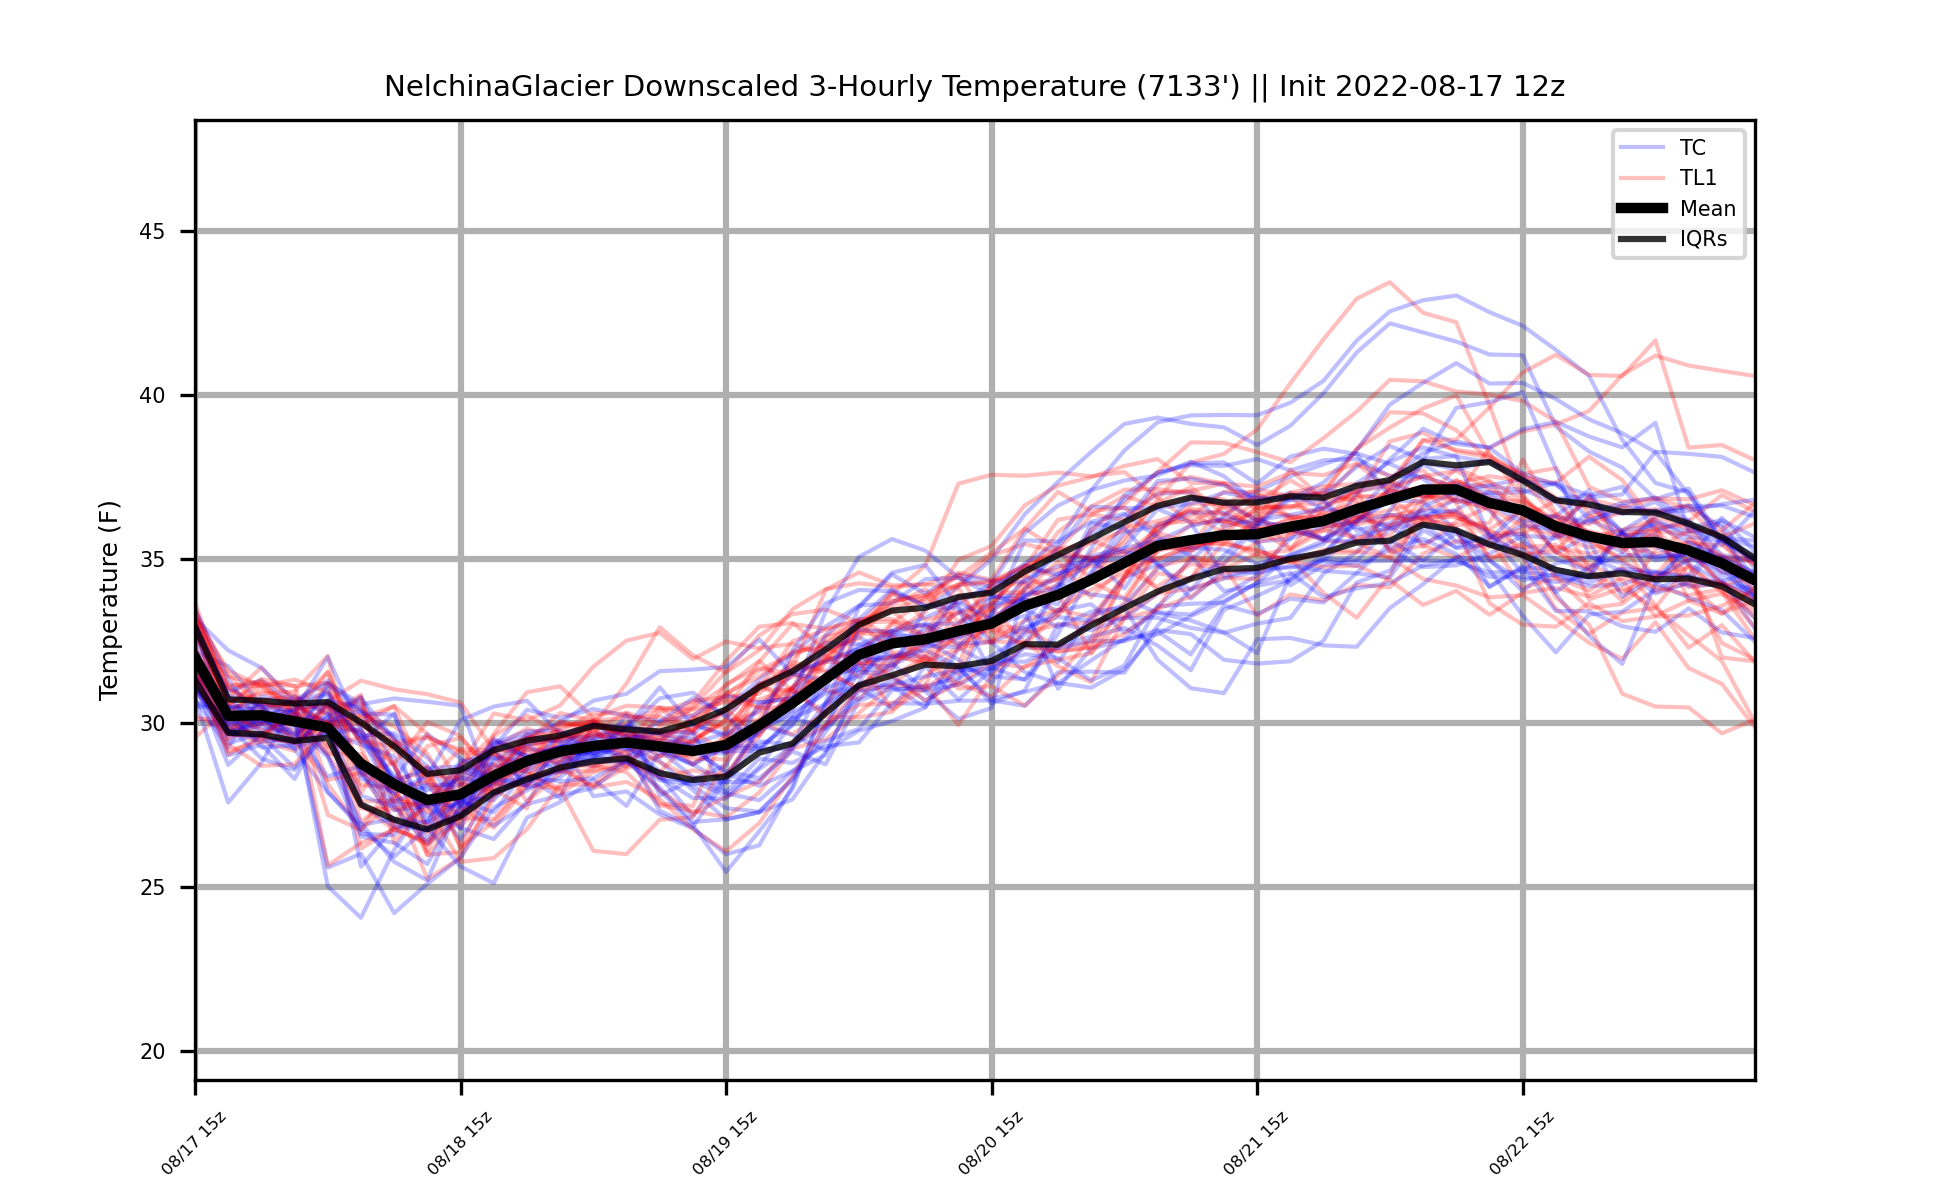 NelchinaGlacier Downscaled 3-Hourly Temperature (7133') || Init 2022-08-17 12z
TC
TL1
Mean
IQRs
Temperature (F)
45
40
35
30
25
20
08/17 15z
08/18 15z
08/19 15z
08/20 15z
08/21 15z
08/22 15z